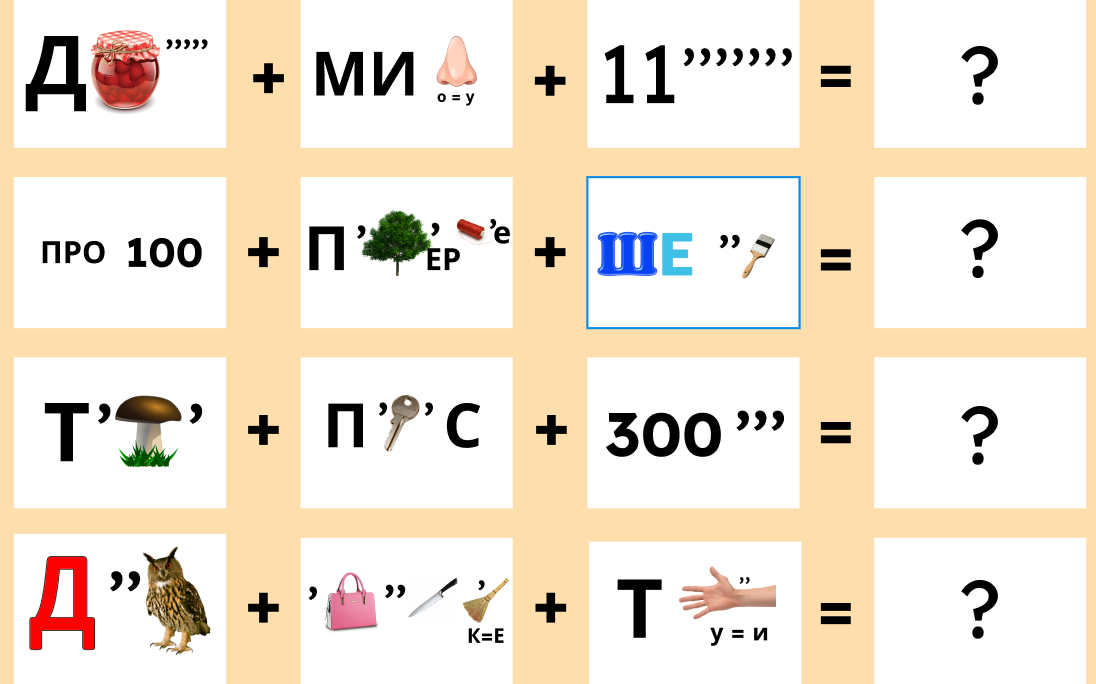 Д ’’’’’ + МИ + 11’’’’’’’ = ?
о = у
ПРО 100 + П ’ ’ ЕР ’е + ШЕ ’’ = ?
Т ’ ’ + П ’ ’ С + 300 ’’’ = ?
Д ’’ + ’ ’’ ’ + Т ’’ = ?
К=Е
у = и